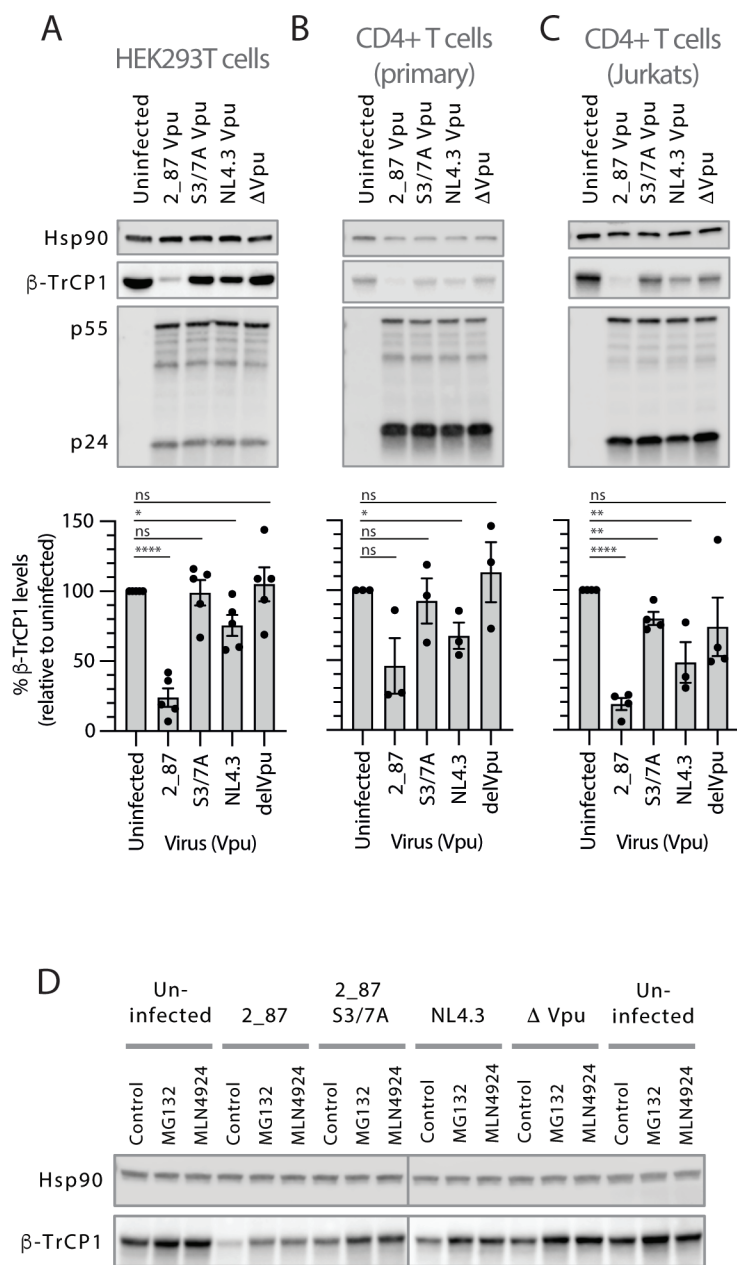 A
HEK293T cells
Uninfected
2_87 Vpu
S3/7A Vpu
NL4.3 Vpu
ΔVpu
B
CD4+ T cells
(primary)
Uninfected
2_87 Vpu
S3/7A Vpu
NL4.3 Vpu
ΔVpu
C
CD4+ T cells
(Jurkats)
Uninfected
2_87 Vpu
S3/7A Vpu
NL4.3 Vpu
ΔVpu
Hsp90
β-TrCP1
p55
p24
% β-TrCP1 levels
(relative to uninfected)
150
100
50
0
ns
*
ns
****
Uninfected
2_87
S3/7A
NL4.3
delVpu
Virus (Vpu)
ns
*
ns
ns
Uninfected
2_87
S3/7A
NL4.3
delVpu
Virus (Vpu)
ns
**
**
****
Uninfected
2_87
S3/7A
NL4.3
delVpu
Virus (Vpu)
D
Un-
infected
2_87
2_87
S3/7A
NL4.3
Δ Vpu
Un-
infected
Control
MG132
MLN4924
Control
MG132
MLN4924
Control
MG132
MLN4924
Control
MG132
MLN4924
Control
MG132
MLN4924
Control
MG132
MLN4924
Hsp90
β-TrCP1